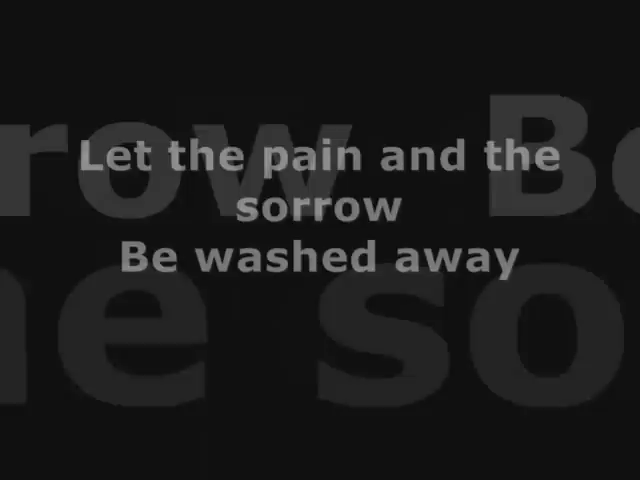 Let the pain and the
sorrow
Be washed away